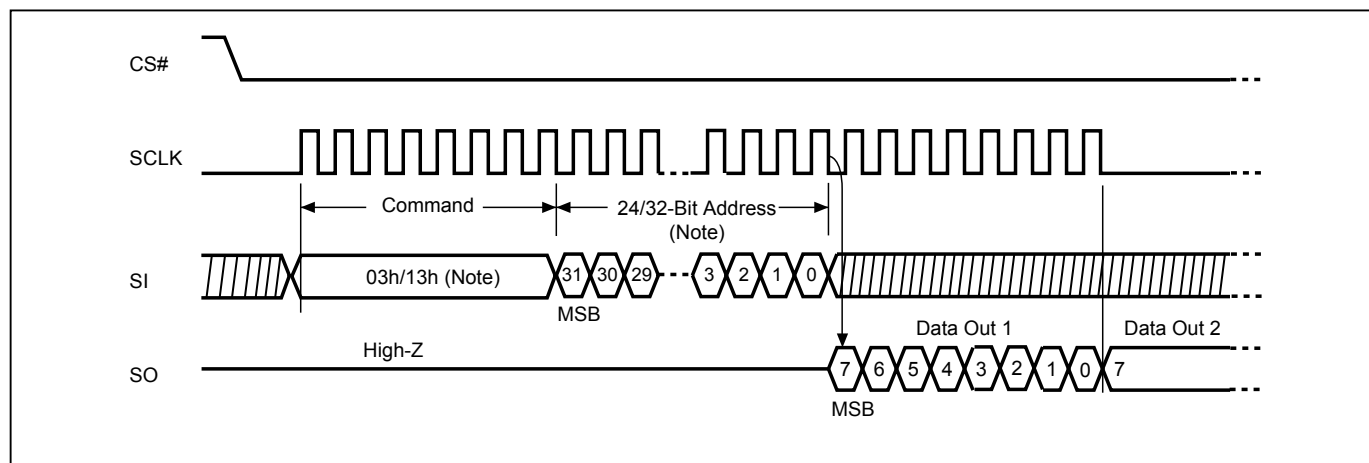 CS#
SCLK
Command
24/32-Bit Address
(Note)
SI
03h/13h (Note)
31 30 29 3 2 1 0
MSB
Data Out 1
Data Out 2
High-Z
SO
7 6 5 4 3 2 1 0 7
MSB